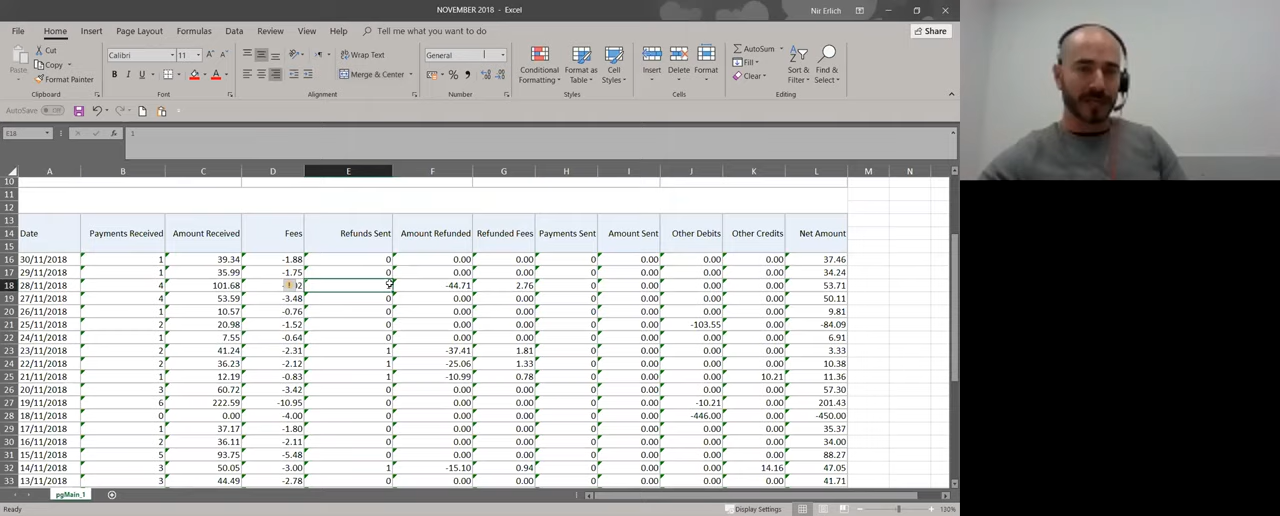 NOVEMBER 2018 - Excel
Nir Erlich
File Home Insert Page Layout Formulas Data Review View Help Tell me what you want to do Share
Paste Cut Copy Format Painter Clipboard
Calibri 11 B I U A Font
Wrap Text Merge & Center Alignment
General % Number
Conditional Formatting Format as Table Cell Styles Styles
Insert Delete Format Cells
AutoSum Fill Clear Sort & Filter Find & Select Editing
AutoSave Off
E18 fx 1
A B C D E F G H I J K L M N
10
11
12
13
14 Date Payments Received Amount Received Fees Refunds Sent Amount Refunded Refunded Fees Payments Sent Amount Sent Other Debits Other Credits Net Amount
15
16 30/11/2018 1 39.34 -1.88 0 0.00 0.00 0 0.00 0.00 0.00 37.46
17 29/11/2018 1 35.99 -1.75 0 0.00 0.00 0 0.00 0.00 0.00 34.24
18 28/11/2018 4 101.68 -44.71 2.76 0 0.00 0.00 0.00 53.71
19 27/11/2018 4 53.59 -3.48 0 0.00 0.00 0 0.00 0.00 0.00 50.11
20 26/11/2018 1 10.57 -0.76 0 0.00 0.00 0 0.00 0.00 0.00 9.81
21 25/11/2018 2 20.98 -1.52 0 0.00 0.00 0 0.00 -103.55 0.00 -84.09
22 24/11/2018 1 7.55 -0.64 0 0.00 0.00 0 0.00 0.00 0.00 6.91
23 23/11/2018 2 41.24 -2.31 1 -37.41 1.81 0 0.00 0.00 0.00 3.33
24 22/11/2018 2 36.23 -2.12 1 -25.06 1.33 0 0.00 0.00 0.00 10.38
25 21/11/2018 1 12.19 -0.83 1 -10.99 0.78 0 0.00 0.00 10.21 11.36
26 20/11/2018 3 60.72 -3.42 0 0.00 0.00 0 0.00 0.00 0.00 57.30
27 19/11/2018 6 222.59 -10.95 0 0.00 0.00 0 0.00 -10.21 0.00 201.43
28 18/11/2018 0 0.00 -4.00 0 0.00 0.00 0 0.00 -446.00 0.00 -450.00
29 17/11/2018 1 37.17 -1.80 0 0.00 0.00 0 0.00 0.00 0.00 35.37
30 16/11/2018 2 36.11 -2.11 0 0.00 0.00 0 0.00 0.00 0.00 34.00
31 15/11/2018 5 93.75 -5.48 0 0.00 0.00 0 0.00 0.00 0.00 88.27
32 14/11/2018 3 50.05 -3.00 1 -15.10 0.94 0 0.00 0.00 14.16 47.05
33 13/11/2018 3 44.49 -2.78 0 0.00 0.00 0 0.00 0.00 0.00 41.71
pgMain_1
Ready Display Settings 130%